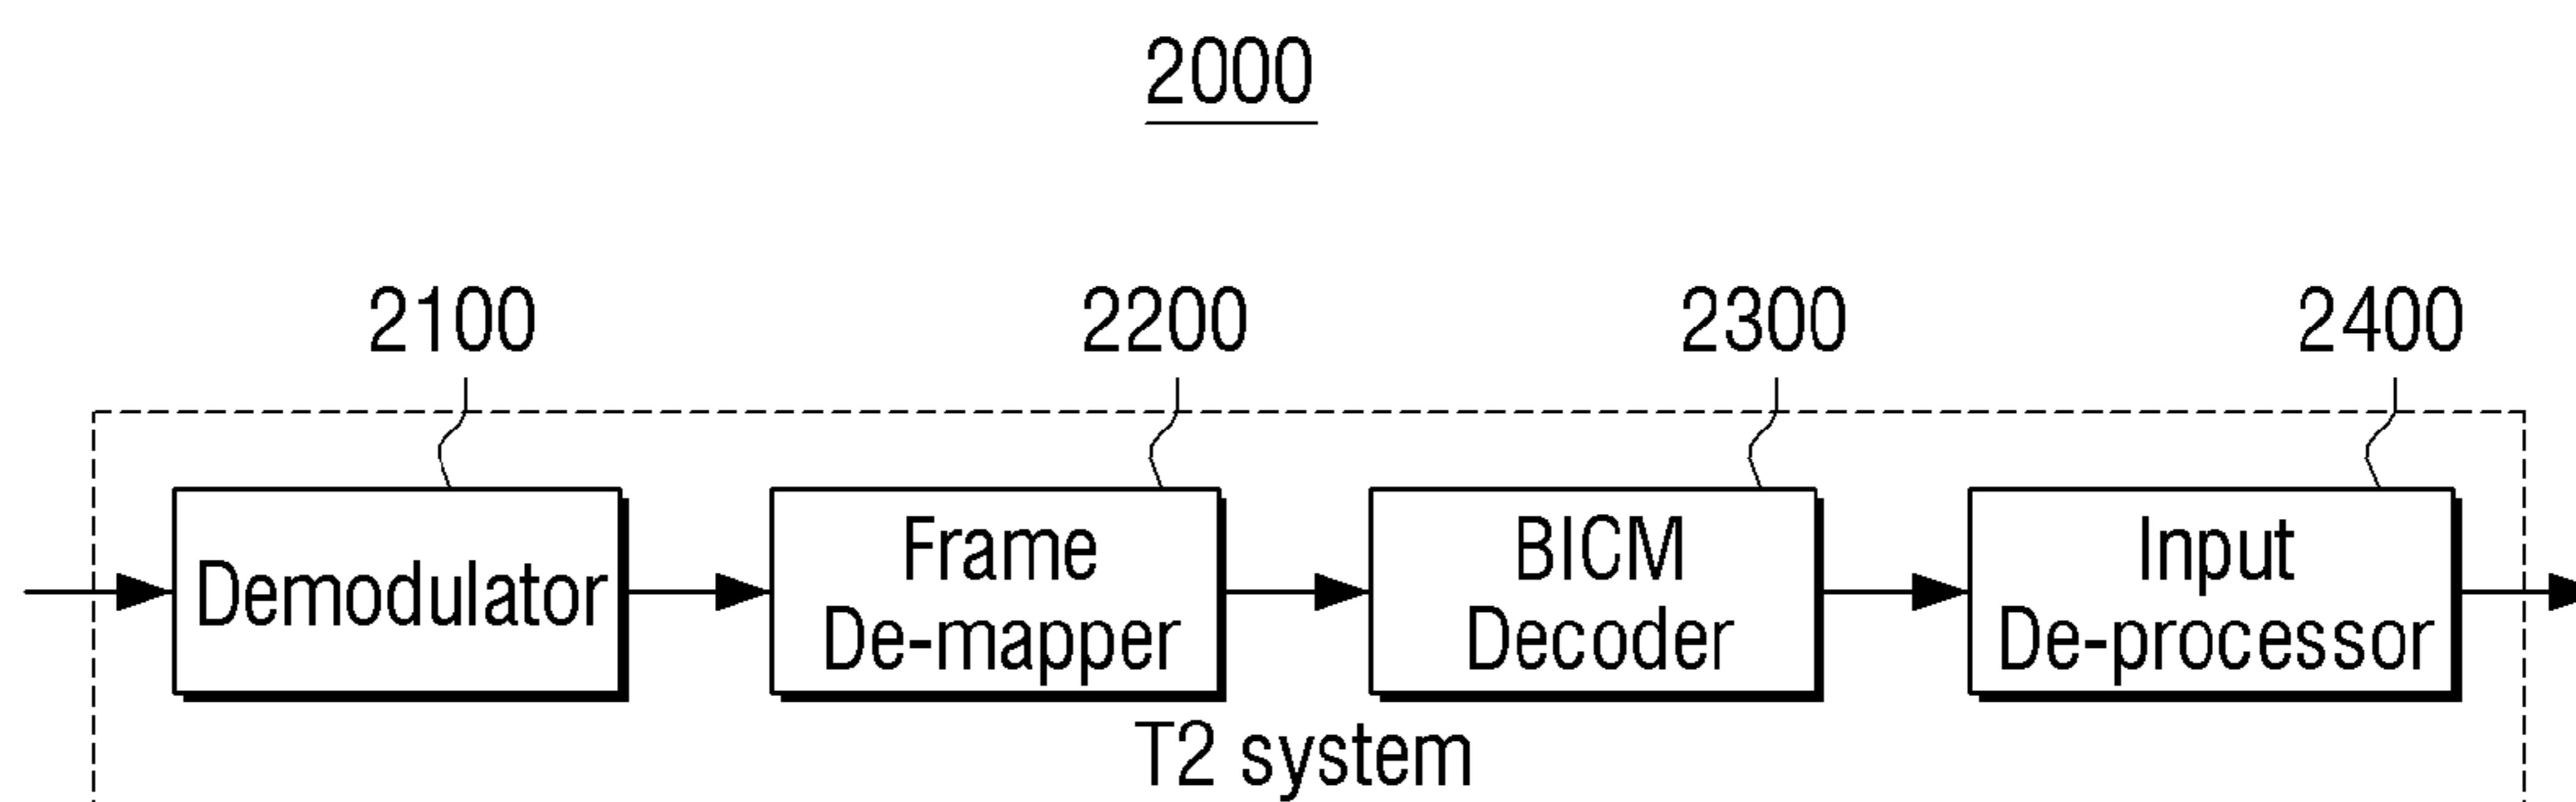 2000
2100 2200 2300 2400
Demodulator
Frame
De-mapper
BICM
Decoder
Input
De-processor
T2 system